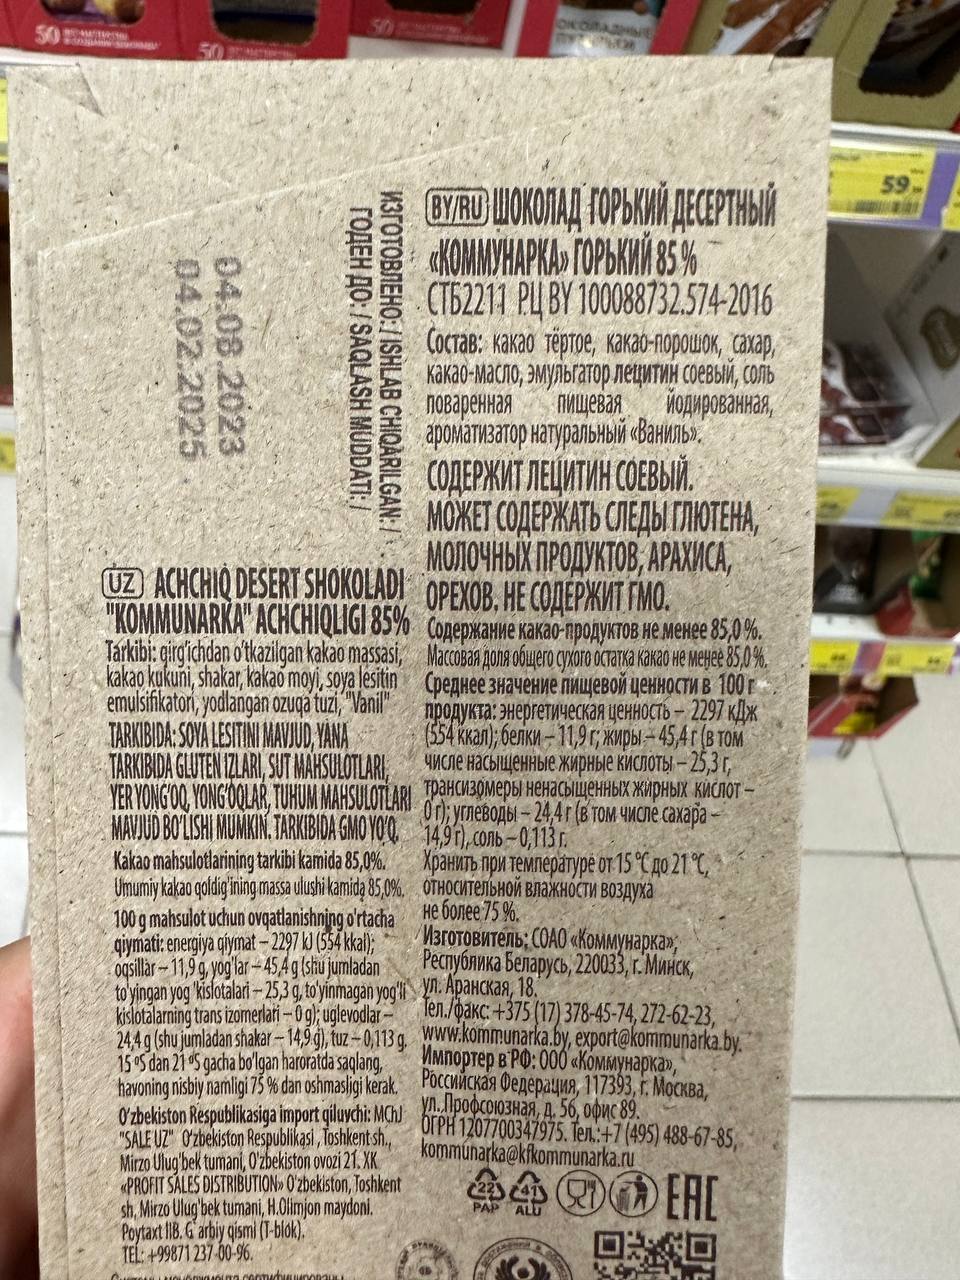 50
50
50
ШОКОЛАДНЫЕ
59
ИЗГОТОВЛЕНО: / ISHLAB CHIQARILGAN: /
ГОДЕН ДО: / SAQLASH MUDDATI: /
04.08.2023
04.02.2025
BY/RU ШОКОЛАД ГОРЬКИЙ ДЕСЕРТНЫЙ
«КОММУНАРКА» ГОРЬКИЙ 85 %
СТБ2211 РЦ BY 100088732.574-2016
Состав: какао тёртое, какао-порошок, сахар,
какао-масло, эмульгатор лецитин соевый, соль
поваренная пищевая йодированная,
ароматизатор натуральный «Ваниль».
СОДЕРЖИТ ЛЕЦИТИН СОЕВЫЙ.
МОЖЕТ СОДЕРЖАТЬ СЛЕДЫ ГЛЮТЕНА,
МОЛОЧНЫХ ПРОДУКТОВ, АРАХИСА,
ОРЕХОВ. НЕ СОДЕРЖИТ ГМО.
Содержание какао-продуктов не менее 85,0 %.
Массовая доля общего сухого остатка какао не менее 85,0 %.
Среднее значение пищевой ценности в 100 г
продукта: энергетическая ценность – 2297 кДж
(554 ккал); белки – 11,9 г; жиры – 45,4 г (в том
числе насыщенные жирные кислоты – 25,3 г,
трансизомеры ненасыщенных жирных кислот –
0 г); углеводы – 24,4 г (в том числе сахара –
14,9 г), соль – 0,113 г.
Хранить при температуре от 15 °С до 21 °С,
относительной влажности воздуха
не более 75 %.
Изготовитель: СОАО «Коммунарка»,
Республика Беларусь, 220033, г. Минск,
ул. Аранская, 18.
Тел./факс: +375 (17) 378-45-74, 272-62-23,
www.kommunarka.by, export@kommunarka.by.
Импортер в РФ: ООО «Коммунарка»,
Российская Федерация, 117393, г. Москва,
ул. Профсоюзная, д. 56, офис 89.
ОГРН 1207700347975. Тел.:+7 (495) 488-67-85,
kommunarka@kfkommunarka.ru
22 41
PAP ALU EAC
UZ ACHCHIQ DESERT SHOKOLADI
"KOMMUNARKA" ACHCHIQLIGI 85%
Tarkibi: qirg'ichdan o'tkazilgan kakao massasi,
kakao kukuni, shakar, kakao moyi, soya lesitin
emulsifikatori, yodlangan ozuqa tuzi, "Vanil"
TARKIBIDA: SOYA LESITINI MAVJUD, YANA
TARKIBIDA GLUTEN IZLARI, SUT MAHSULOTLARI,
YER YONG'OQ, YONG'OQLAR, TUHUM MAHSULOTLARI
MAVJUD BO'LISHI MUMKIN. TARKIBIDA GMO YO'Q.
Kakao mahsulotlarining tarkibi kamida 85,0%.
Umumiy kakao qoldig'ining massa ulushi kamida 85,0%.
100 g mahsulot uchun ovqatlanishning o'rtacha
qiymati: energiya qiymat – 2297 kJ (554 kkal);
oqsillar – 11,9 g, yog'lar – 45,4 g (shu jumladan
to'yingan yog 'kislotalari – 25,3 g, to'yinmagan yog'li
kislotalarning trans izomerlari – 0 g); uglevodlar –
24,4 g (shu jumladan shakar – 14,9 g), tuz – 0,113 g.
15 ºS dan 21 ºS gacha bo'lgan haroratda saqlang,
havoning nisbiy namligi 75 % dan oshmasligi kerak.
O'zbekiston Respublikasiga import qiluvchi: MChJ
"SALE UZ" O'zbekiston Respublikasi , Toshkent sh.,
Mirzo Ulug'bek tumani, O'zbekiston ovozi 21. XK
«PROFIT SALES DISTRIBUTION» O'zbekiston, Toshkent
sh, Mirzo Ulug'bek tumani, H.Olimjon maydoni.
Poytaxt IIB. G'arbiy qismi (T-blok).
TEL: +99871 237-00-96.